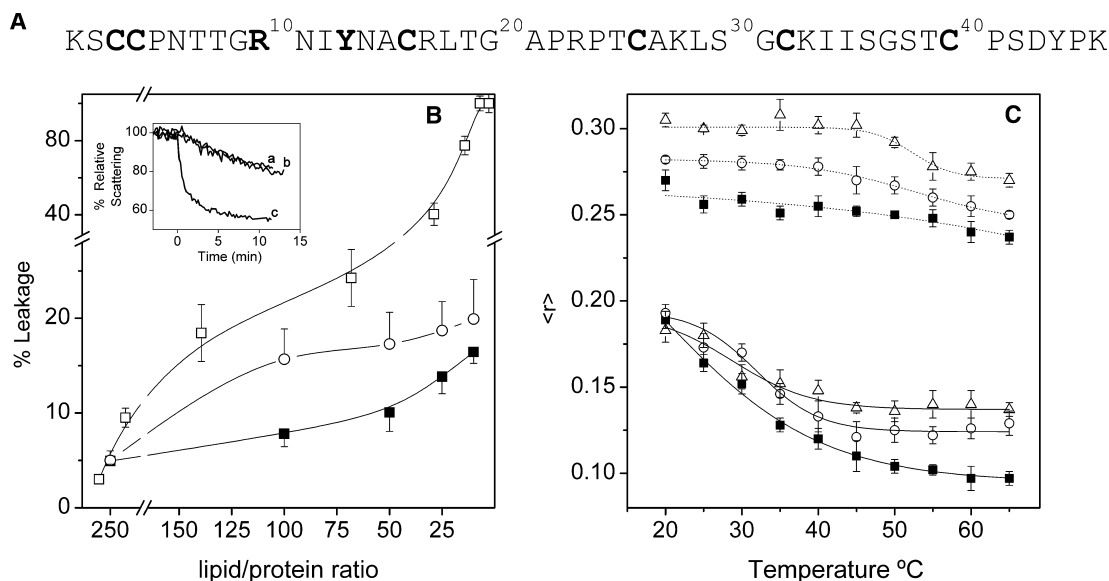 A
KSCCPNTTGR¹⁰NIYNACRLTG²⁰APRPTCAKLS³⁰GCKIISGSTC⁴⁰PSDYPK
B
% Leakage
80
40
20
10
0
250 150 125 100 75 50 25
lipid/protein ratio
% Relative
Scattering
100
80
60
a b
c
0 5 10 15
Time (min)
C
<r>
0.30
0.25
0.20
0.15
0.10
20 30 40 50 60
Temperature ºC